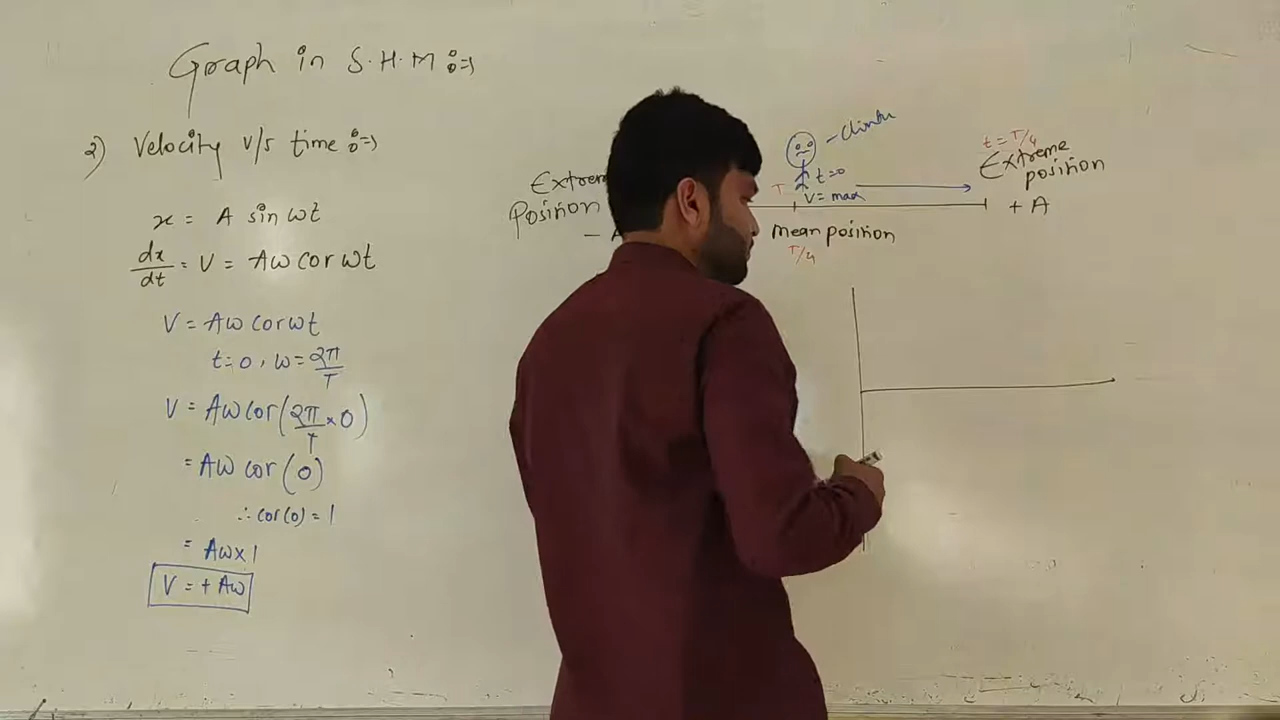 Graph in S.H.M :⇒
2) Velocity v/s time :⇒
x = A sin ωt
dx/dt = V = Aω cos ωt
V = Aω cos ωt
t=0, ω = 2π/T
V = Aω cos(2π/T × 0)
= Aω cos (0)
∴ cos(0) = 1
= Aω×1
V = + Aω
Extreme
Position
– A
t=0
V= max
T
mean position
T/4
t = T/4
Extreme
position
+ A